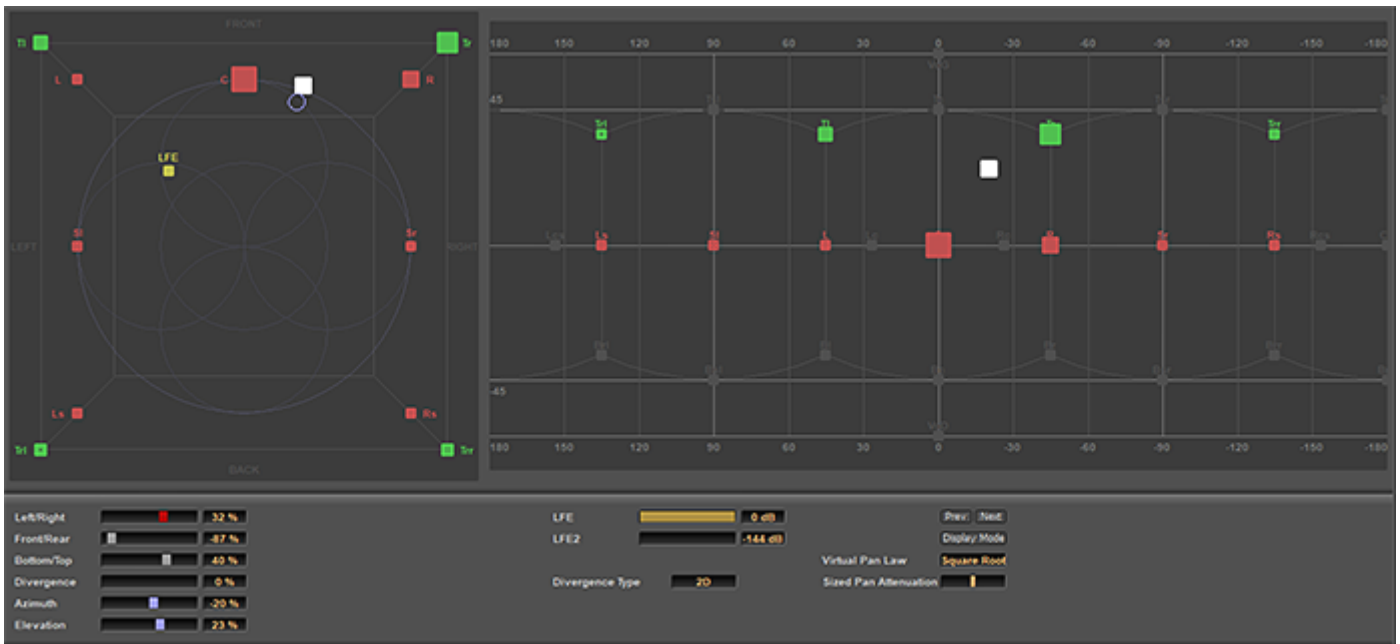 FRONT
Tl
Tr
L
C
R
LFE
LEFT
Sl
Sr
RIGHT
Ls
Rs
Trl
Trr
BACK
180 150 120 90 60 30 0 -30 -60 -90 -120 -150 -180
45
Trl Tl Trr
Lcs Ls Sl L Lc Rc R Sr Rs Rcs
-45
180 150 120 90 60 30 0 -30 -60 -90 -120 -150 -180
Left/Right 32 % LFE 0 dB Prev: Next:
Front/Rear -87 % LFE2 -144 dB Display: Mode
Bottom/Top 40 % Virtual Pan Law Square Root
Divergence 0 % Divergence Type 2D Sized Pan Attenuation
Azimuth -20 %
Elevation 23 %